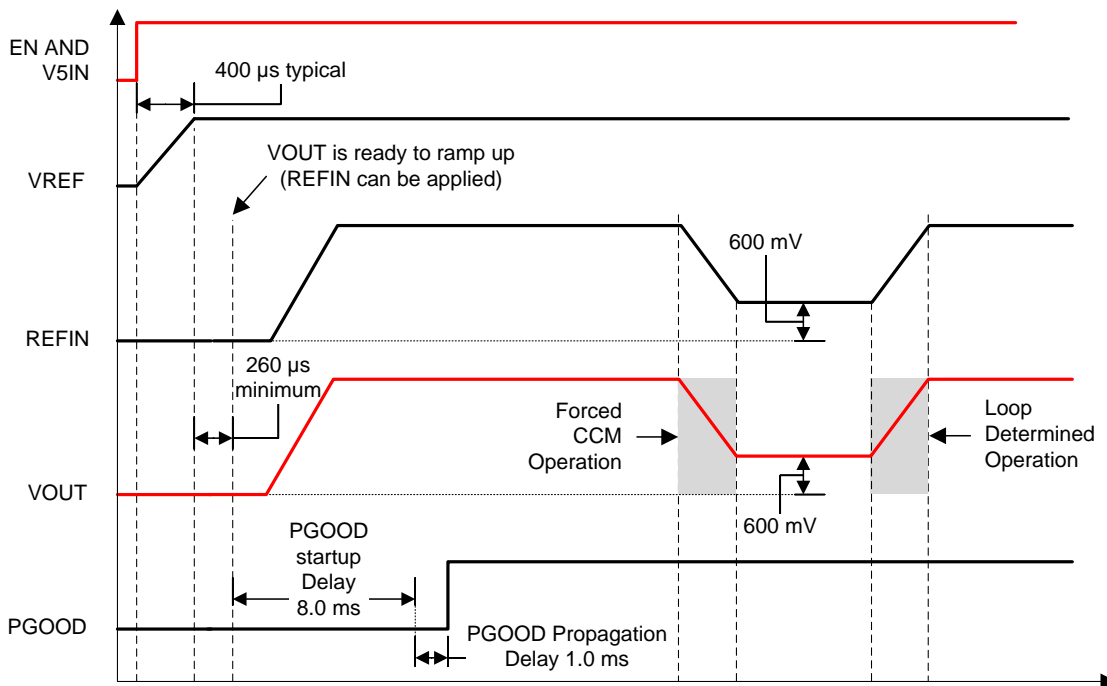 EN AND
V5IN
400 µs typical
VOUT is ready to ramp up
(REFIN can be applied)
VREF
600 mV
REFIN
260 µs
minimum
Forced
CCM
Operation
Loop
Determined
Operation
VOUT
600 mV
PGOOD
startup
Delay
8.0 ms
PGOOD
PGOOD Propagation
Delay 1.0 ms